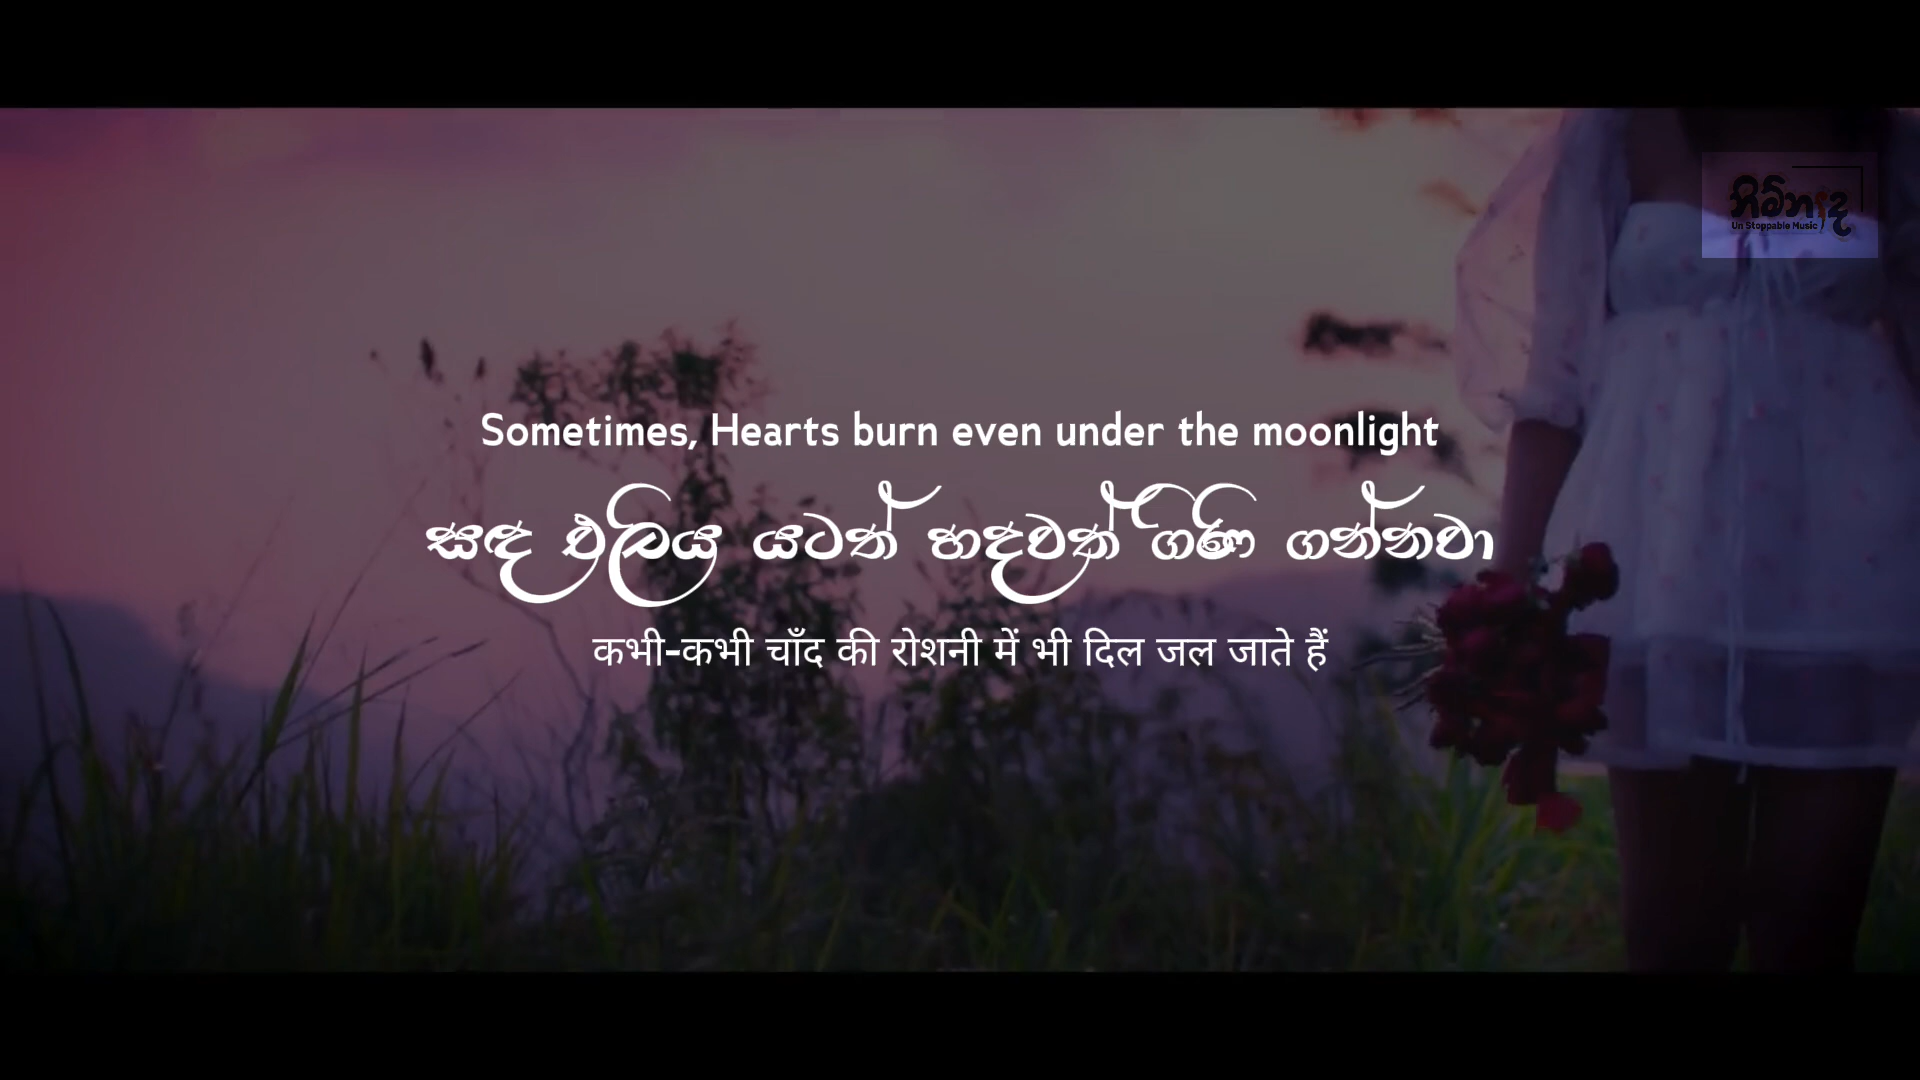 නිම්නාද
Un Stoppable Music
Sometimes, Hearts burn even under the moonlight
සඳ එළිය යටත් හදවත් ගිණි ගන්නවා
कभी-कभी चाँद की रोशनी में भी दिल जल जाते हैं